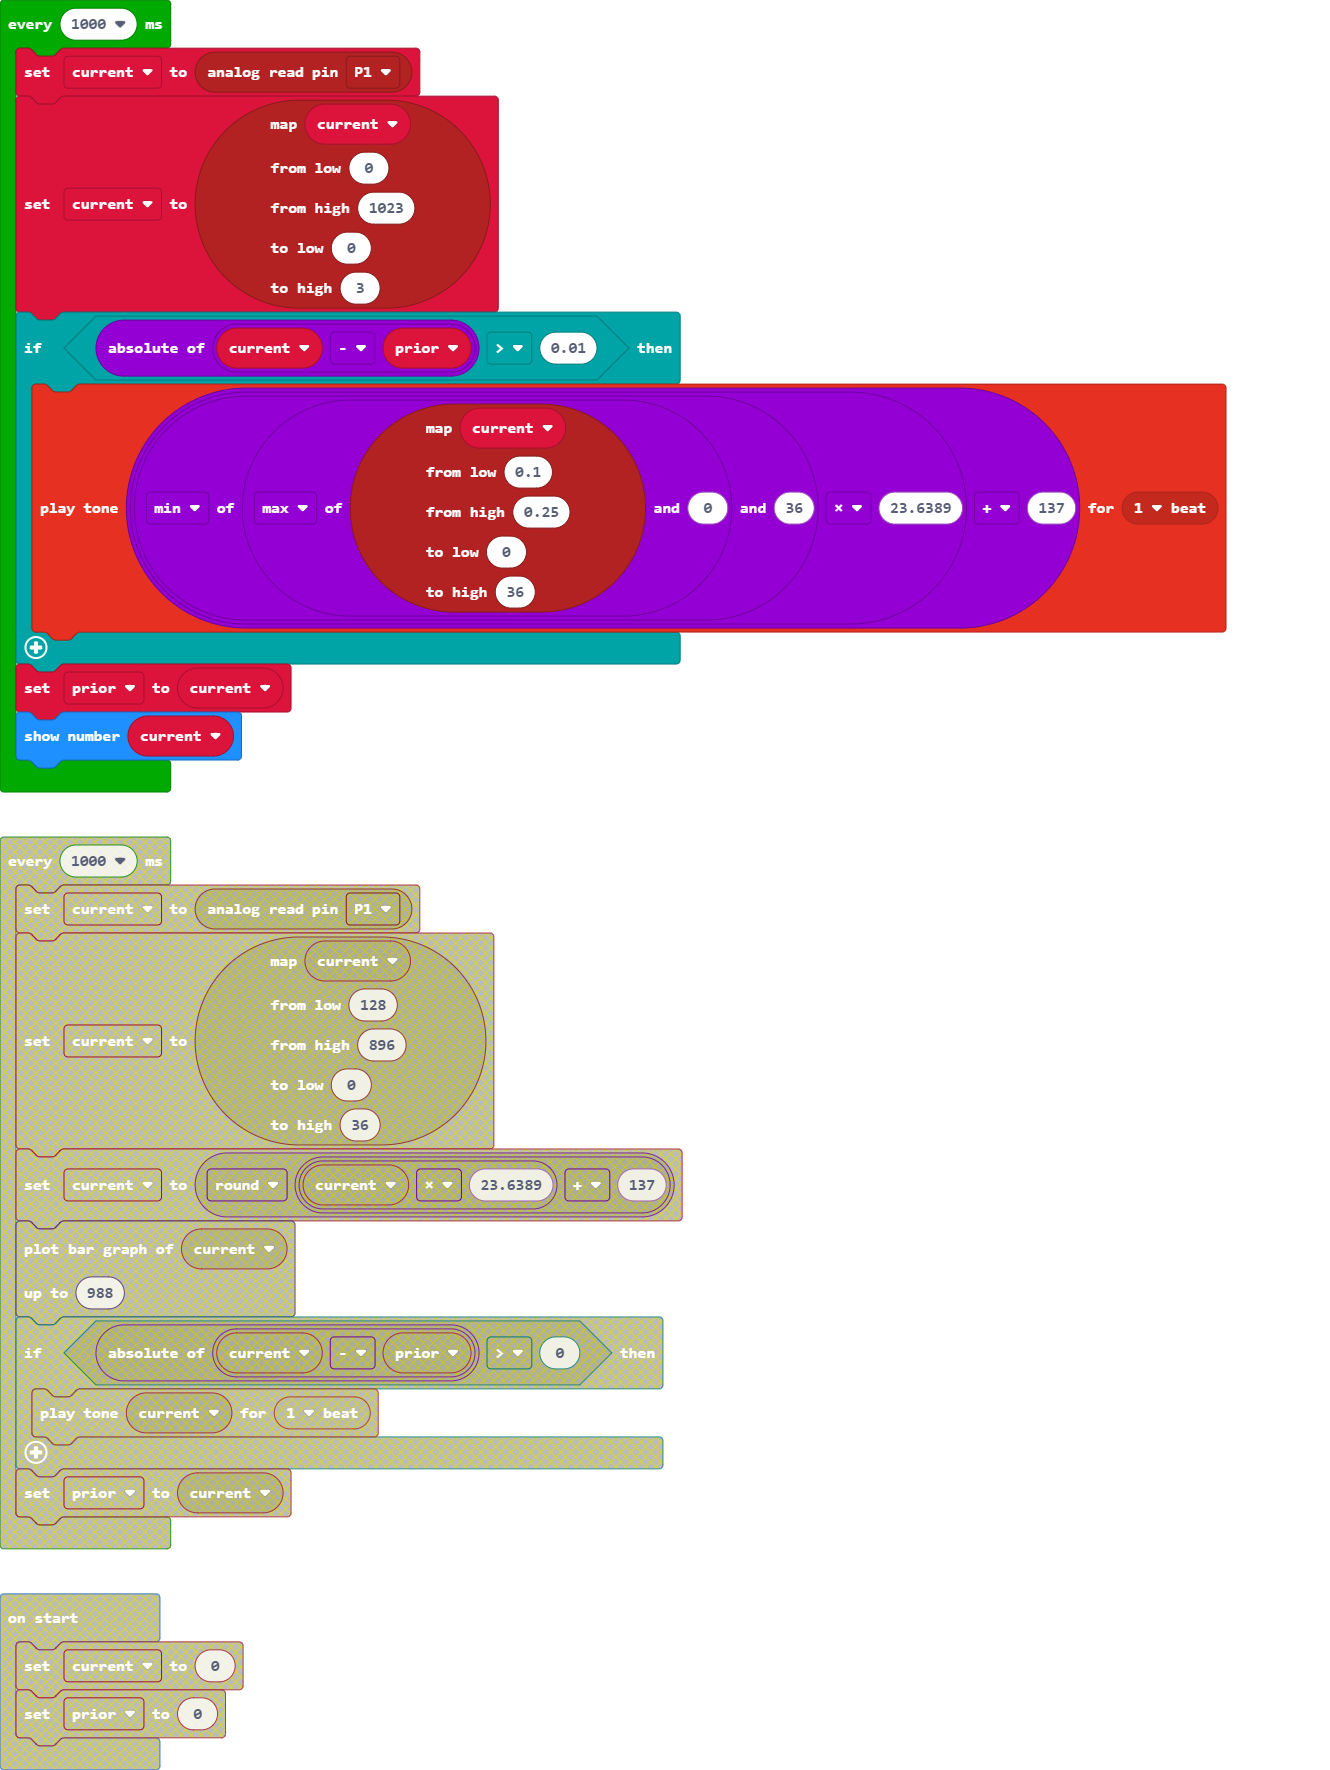 every 1000 ms
set current to analog read pin P1
map current
from low 0
set current to from high 1023
to low 0
to high 3
if absolute of current - prior > 0.01 then
map current
from low 0.1
play tone min of max of from high 0.25 and 0 and 36 × 23.6389 + 137 for 1 beat
to low 0
to high 36
set prior to current
show number current
every 1000 ms
set current to analog read pin P1
map current
from low 128
set current to from high 896
to low 0
to high 36
set current to round current × 23.6389 + 137
plot bar graph of current
up to 988
if absolute of current - prior > 0 then
play tone current for 1 beat
set prior to current
on start
set current to 0
set prior to 0